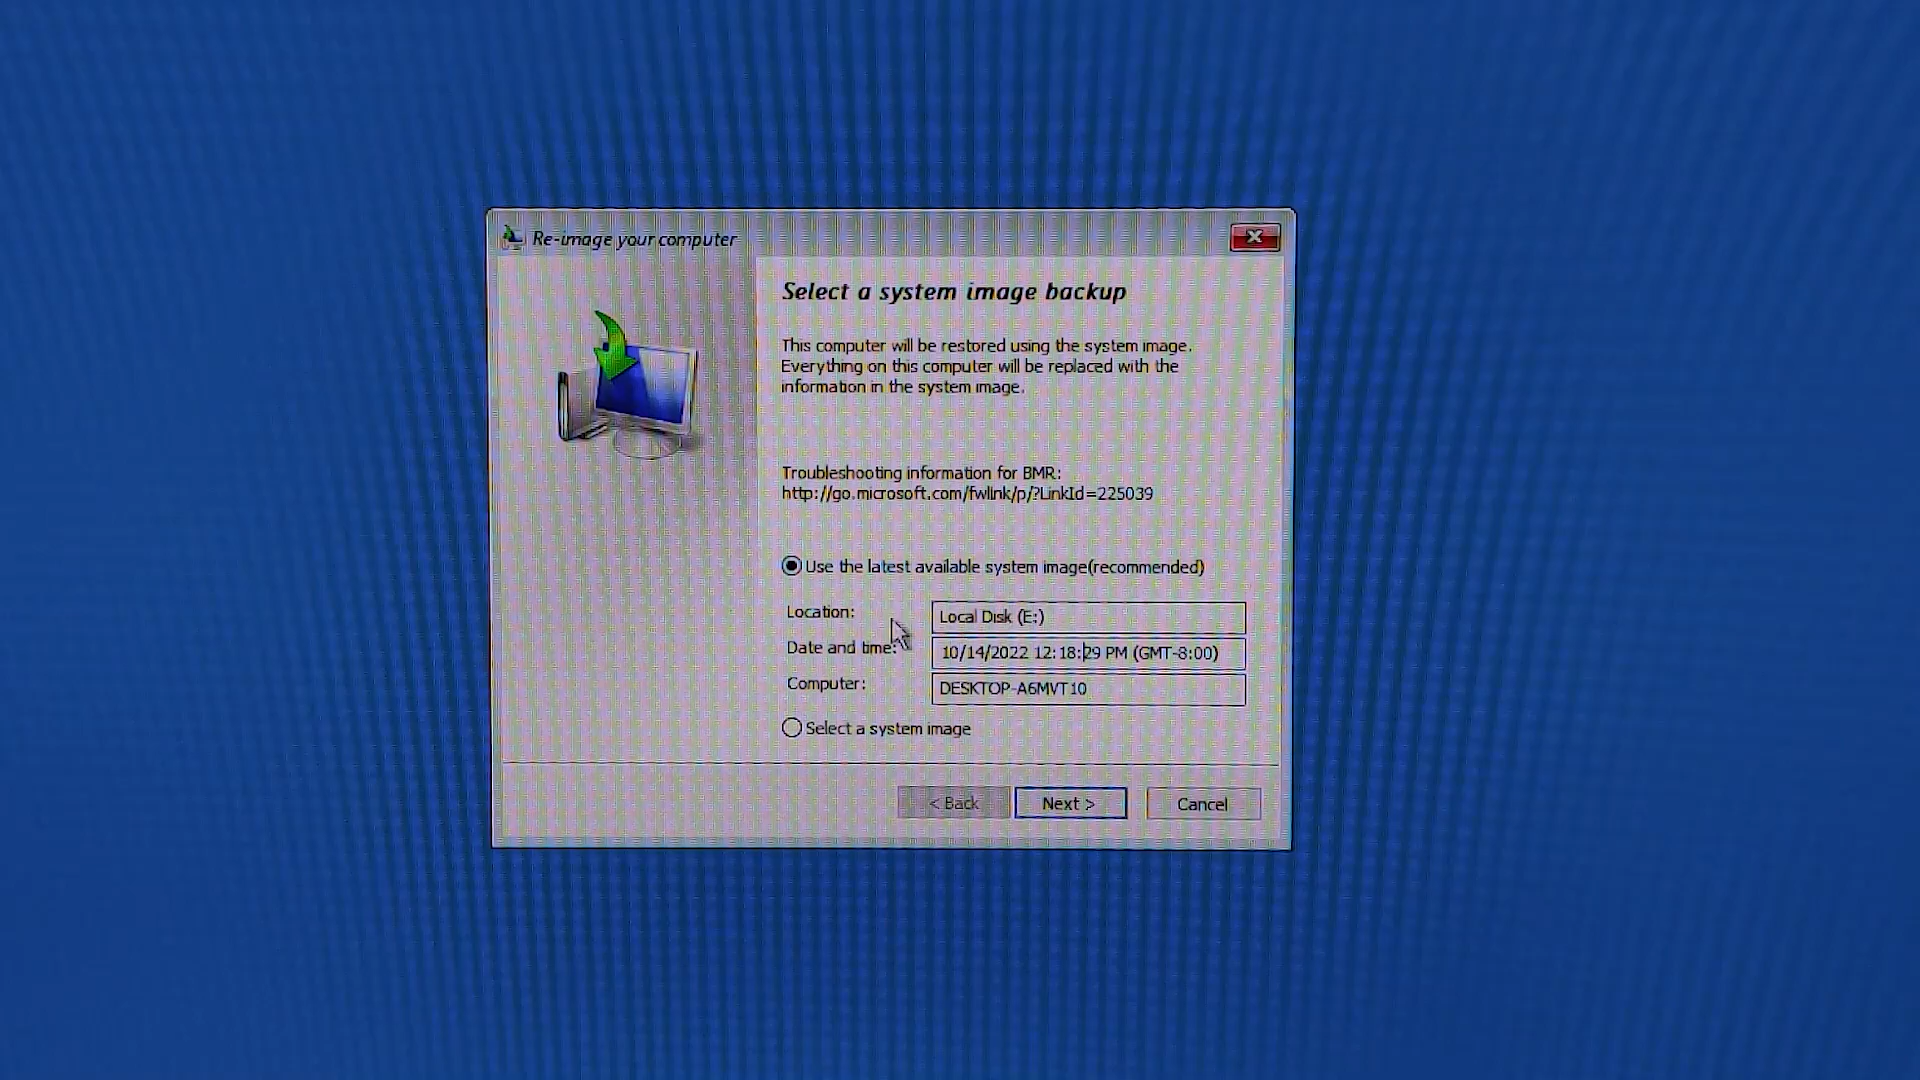 Re-image your computer
Select a system image backup
This computer will be restored using the system image.
Everything on this computer will be replaced with the
information in the system image.
Troubleshooting information for BMR:
http://go.microsoft.com/fwlink/p/?LinkId=225039
Use the latest available system image(recommended)
Location: Local Disk (E:)
Date and time: 10/14/2022 12:18:29 PM (GMT-8:00)
Computer: DESKTOP-A6MVT10
Select a system image
< Back Next > Cancel